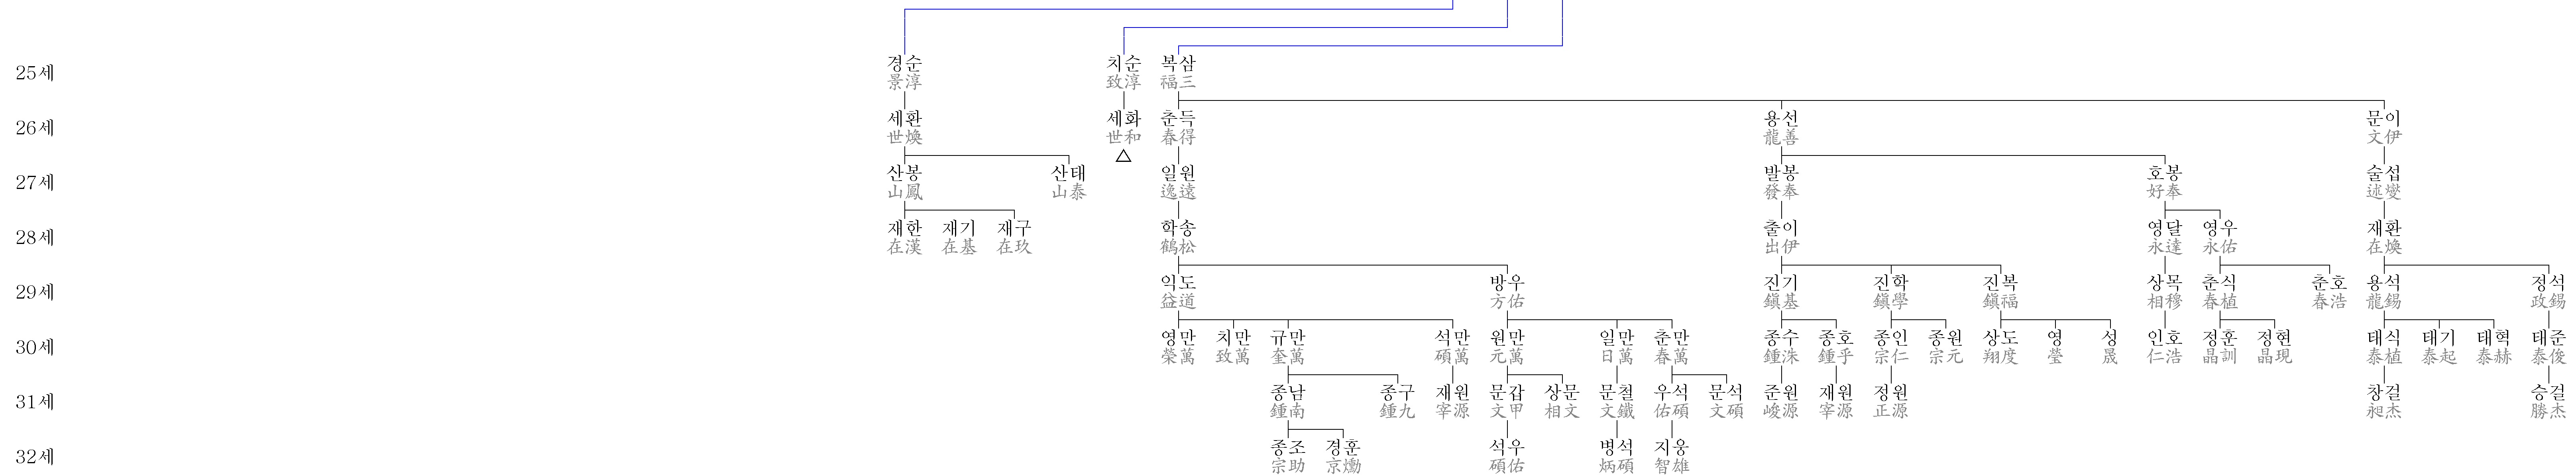 25세 경순 치순 복삼
景淳 致淳 福三
26세 세환 세화 춘득 용선 문이
世煥 世和 春得 龍善 文伊
27세 산봉 산태 일원 발봉 호봉 술섭
山鳳 山泰 逸遠 發奉 好奉 述燮
28세 재한 재기 재구 학송 출이 영달 영우 재환
在漢 在基 在玖 鶴松 出伊 永達 永佑 在煥
29세 익도 방우 진기 진학 진복 상목 춘식 춘호 용석 정석
益道 方佑 鎭基 鎭學 鎭福 相穆 春植 春浩 龍錫 政錫
30세 영만 치만 규만 석만 원만 일만 춘만 종수 종호 종인 종원 상도 영 성 인호 정훈 정현 태식 태기 태혁 태준
榮萬 致萬 奎萬 碩萬 元萬 日萬 春萬 鍾洙 鍾乎 宗仁 宗元 翔度 瑩 晟 仁浩 晶訓 晶現 泰植 泰起 泰赫 泰俊
31세 종남 종구 재원 문갑 상문 문철 우석 문석 준원 재원 정원 창걸 승걸
鍾南 鍾九 宰源 文甲 相文 文鐵 佑碩 文碩 峻源 宰源 正源 昶杰 勝杰
32세 종조 경훈 석우 병석 지웅
宗助 京勳 碩佑 炳碩 智雄